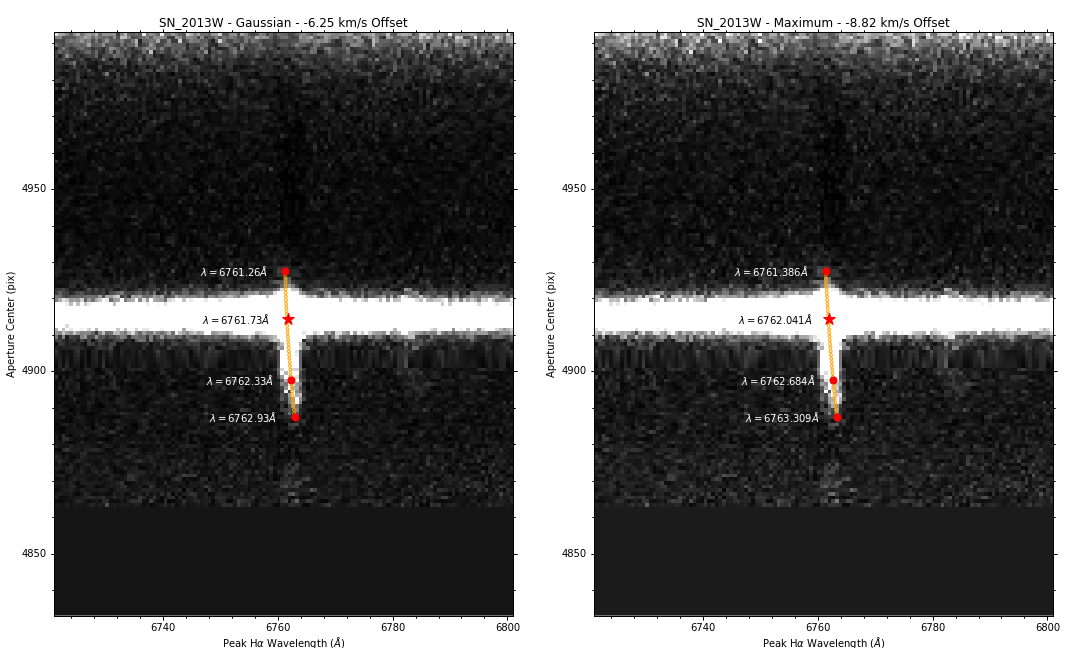 SN_2013W - Gaussian - -6.25 km/s Offset
4950
4900
4850
Aperture Center (pix)
λ = 6761.26Å
λ = 6761.73Å
λ = 6762.33Å
λ = 6762.93Å
6740
6760
6780
6800
Peak Hα Wavelength (Å)
SN_2013W - Maximum - -8.82 km/s Offset
4950
4900
4850
Aperture Center (pix)
λ = 6761.386Å
λ = 6762.041Å
λ = 6762.684Å
λ = 6763.309Å
6740
6760
6780
6800
Peak Hα Wavelength (Å)